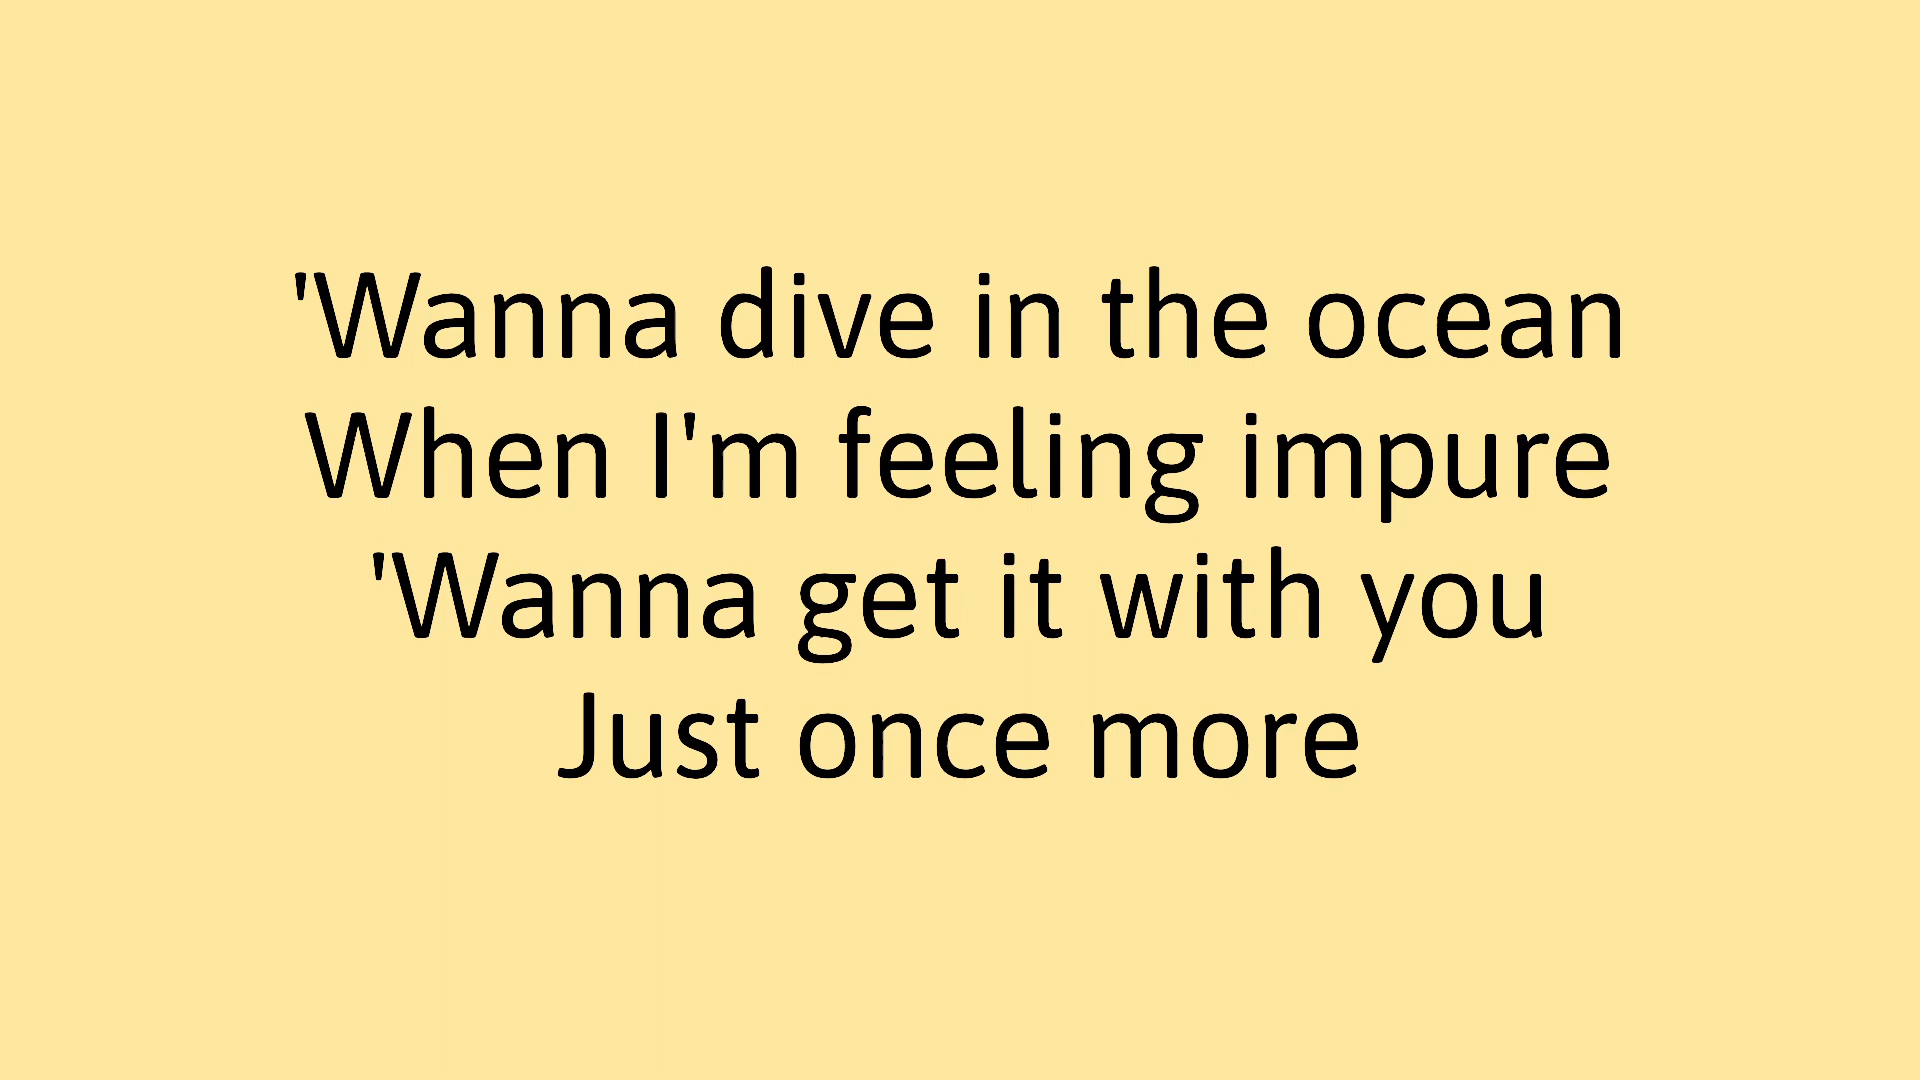 'Wanna dive in the ocean
When I'm feeling impure
'Wanna get it with you
Just once more